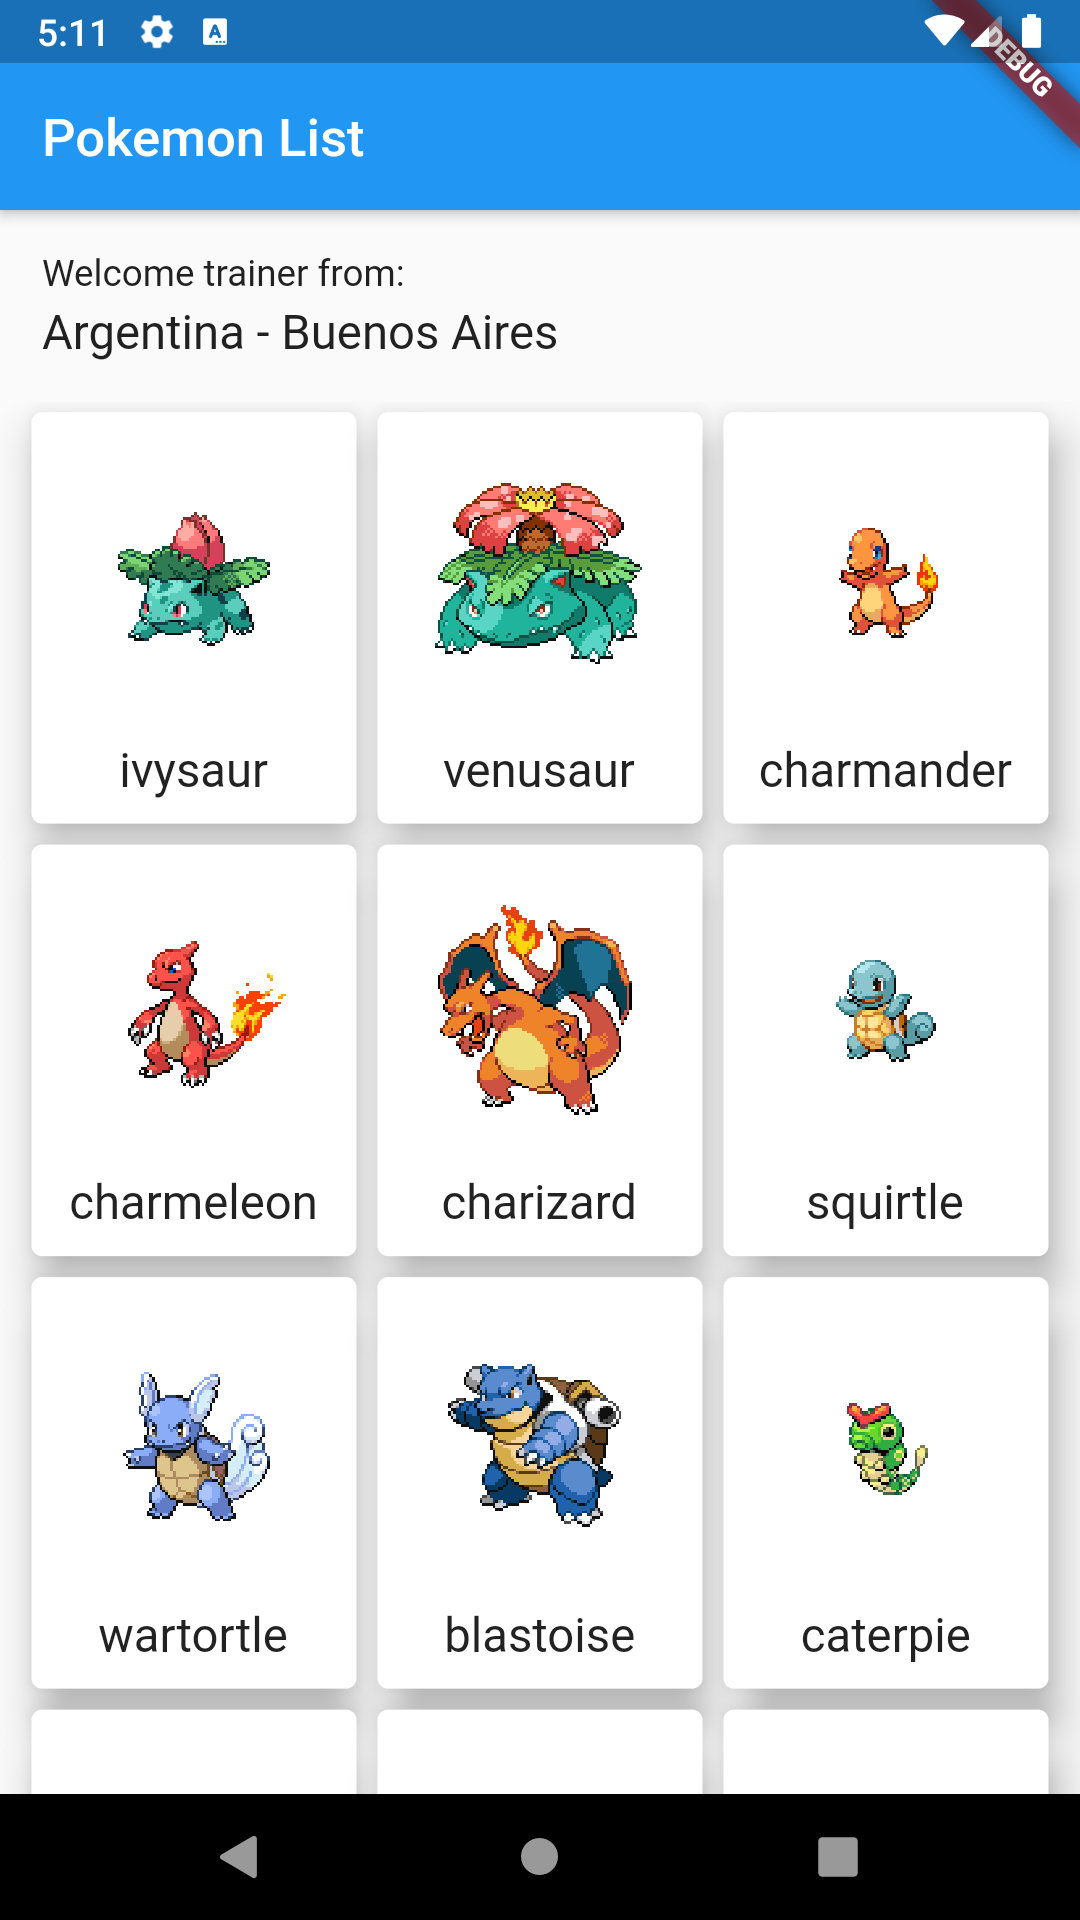 5:11
DEBUG
Pokemon List
Welcome trainer from:
Argentina - Buenos Aires
ivysaur
venusaur
charmander
charmeleon
charizard
squirtle
wartortle
blastoise
caterpie